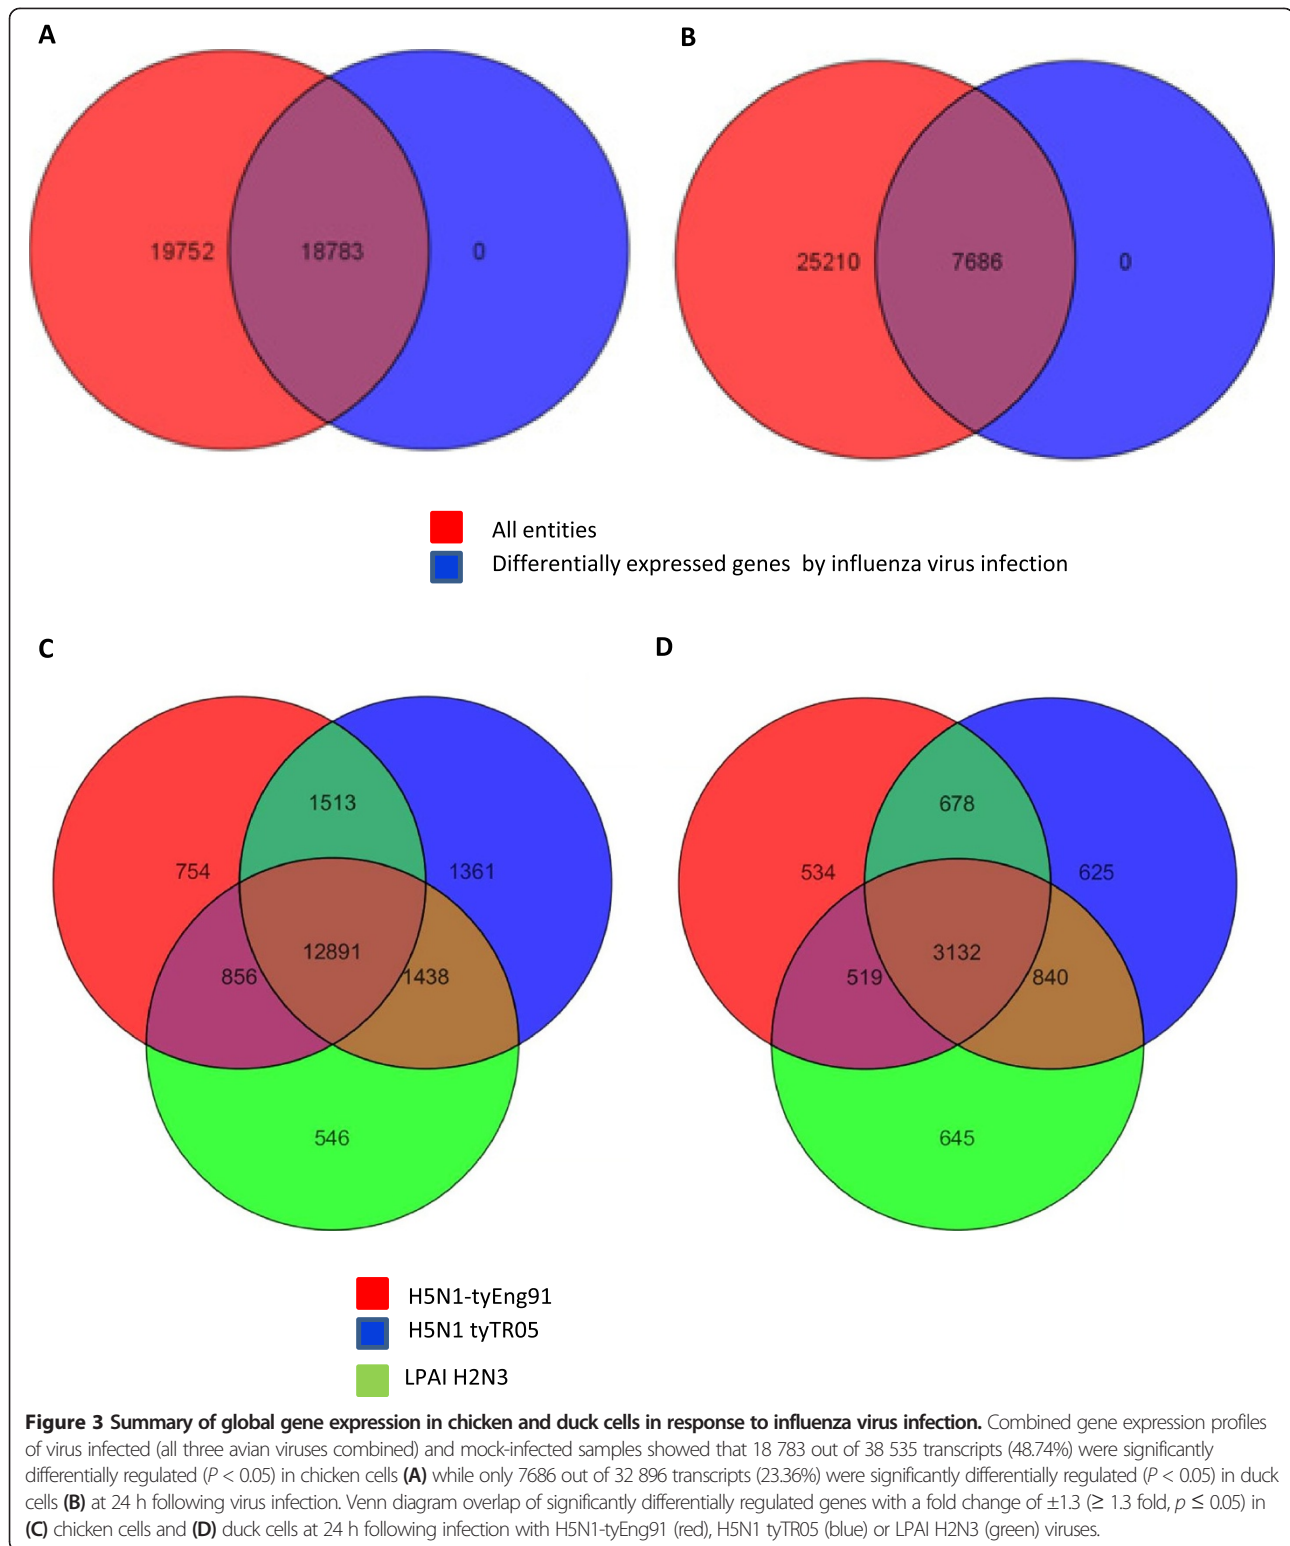 A
B
19752 18783 0
25210 7686 0
All entities
Differentially expressed genes by influenza virus infection
C
D
1513
754
1361
12891
856
1438
546
678
534
625
3132
519
840
645
H5N1-tyEng91
H5N1 tyTR05
LPAI H2N3
Figure 3 Summary of global gene expression in chicken and duck cells in response to influenza virus infection. Combined gene expression profiles
of virus infected (all three avian viruses combined) and mock-infected samples showed that 18 783 out of 38 535 transcripts (48.74%) were significantly
differentially regulated (P < 0.05) in chicken cells (A) while only 7686 out of 32 896 transcripts (23.36%) were significantly differentially regulated (P < 0.05) in duck
cells (B) at 24 h following virus infection. Venn diagram overlap of significantly differentially regulated genes with a fold change of ±1.3 (≥ 1.3 fold, p ≤ 0.05) in
(C) chicken cells and (D) duck cells at 24 h following infection with H5N1-tyEng91 (red), H5N1 tyTR05 (blue) or LPAI H2N3 (green) viruses.